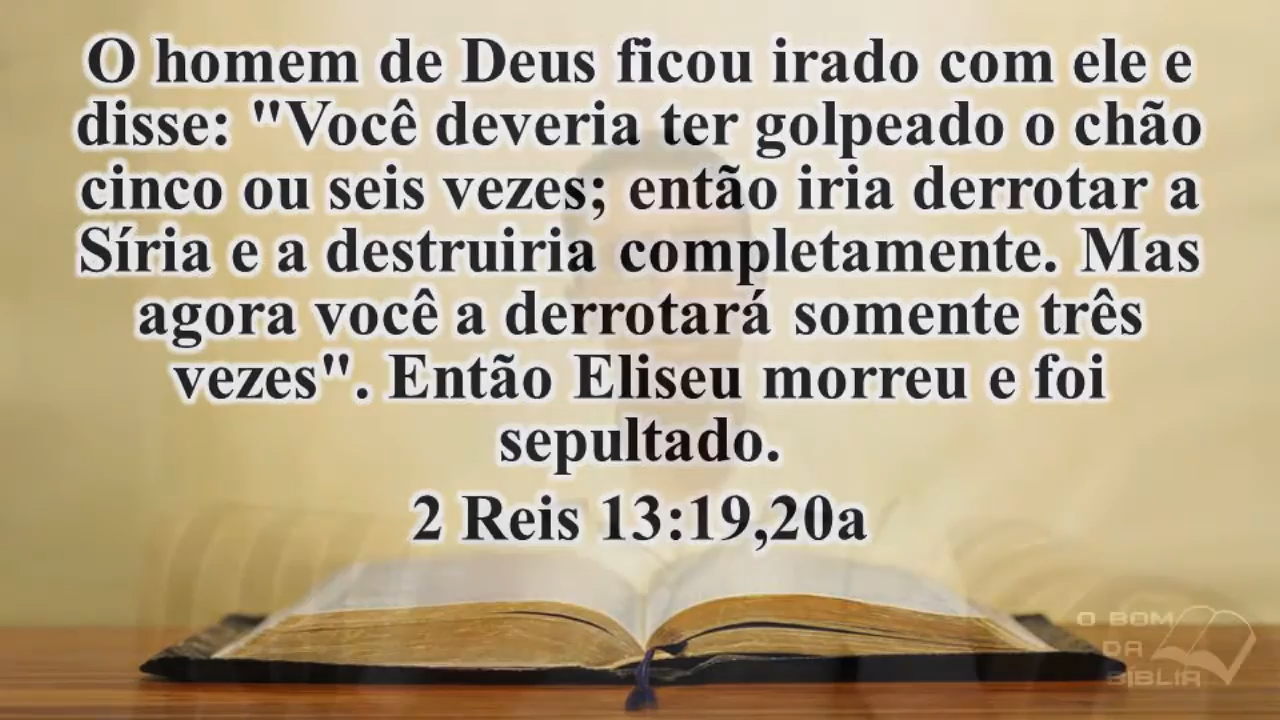 O homem de Deus ficou irado com ele e
disse: "Você deveria ter golpeado o chão
cinco ou seis vezes; então iria derrotar a
Síria e a destruiria completamente. Mas
agora você a derrotará somente três
vezes". Então Eliseu morreu e foi
sepultado.
2 Reis 13:19,20a
O BOM
DA
BÍBLIA